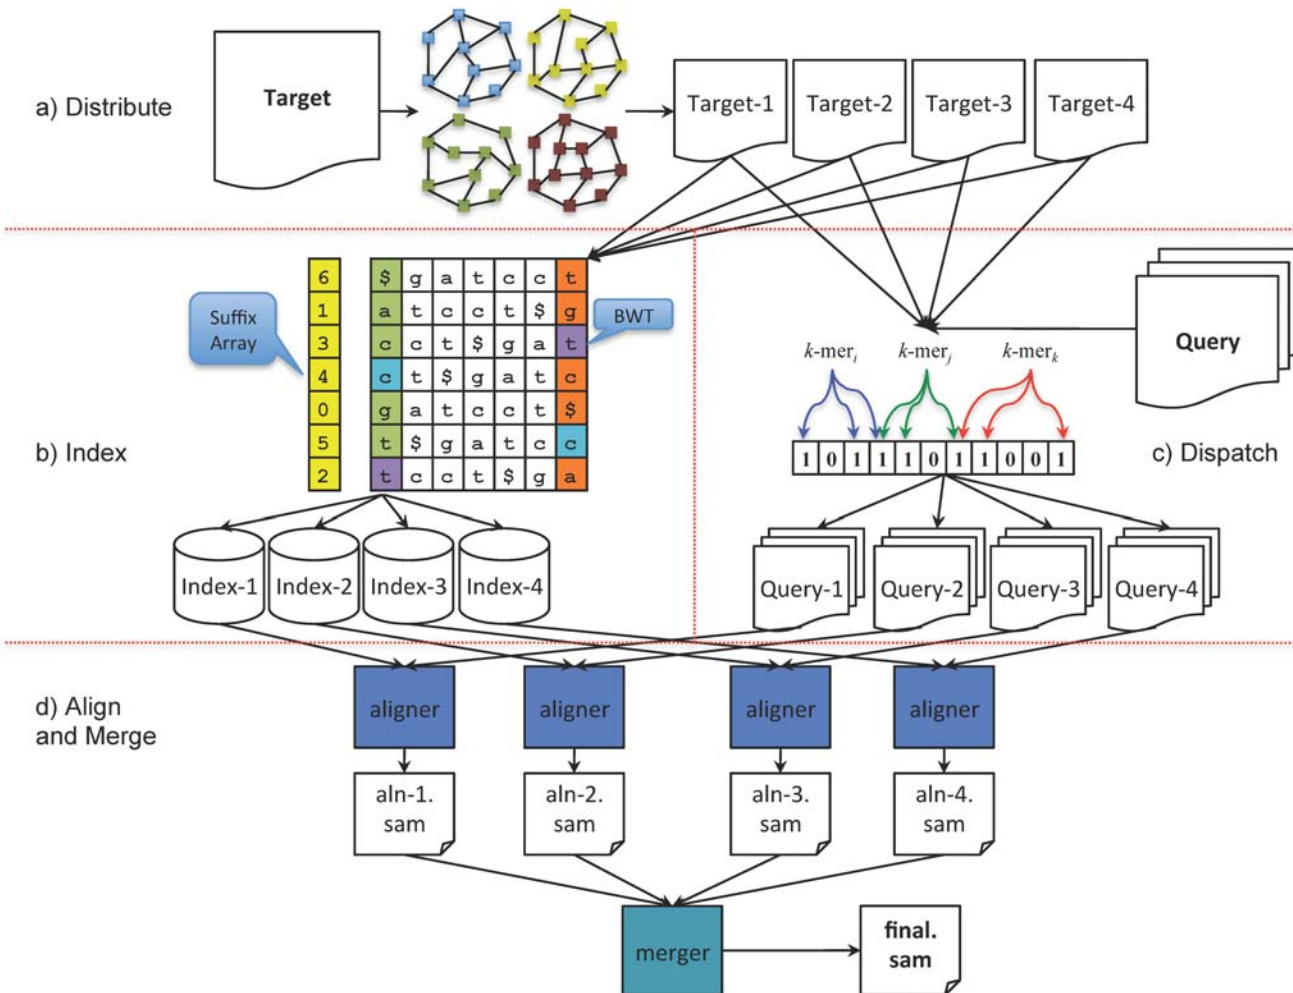 a) Distribute
Target
Target-1
Target-2
Target-3
Target-4
b) Index
Suffix
Array
6
1
3
4
0
5
2
$ g a t c c t
a t c c t $ g
c c t $ g a t
c t $ g a t c
g a t c c t $
t $ g a t c c
t c c t $ g a
BWT
Index-1
Index-2
Index-3
Index-4
Query
k-mer_i
k-mer_j
k-mer_k
1 0 1 1 1 0 1 1 0 0 1
c) Dispatch
Query-1
Query-2
Query-3
Query-4
d) Align
and Merge
aligner
aligner
aligner
aligner
aln-1.
sam
aln-2.
sam
aln-3.
sam
aln-4.
sam
merger
final.
sam